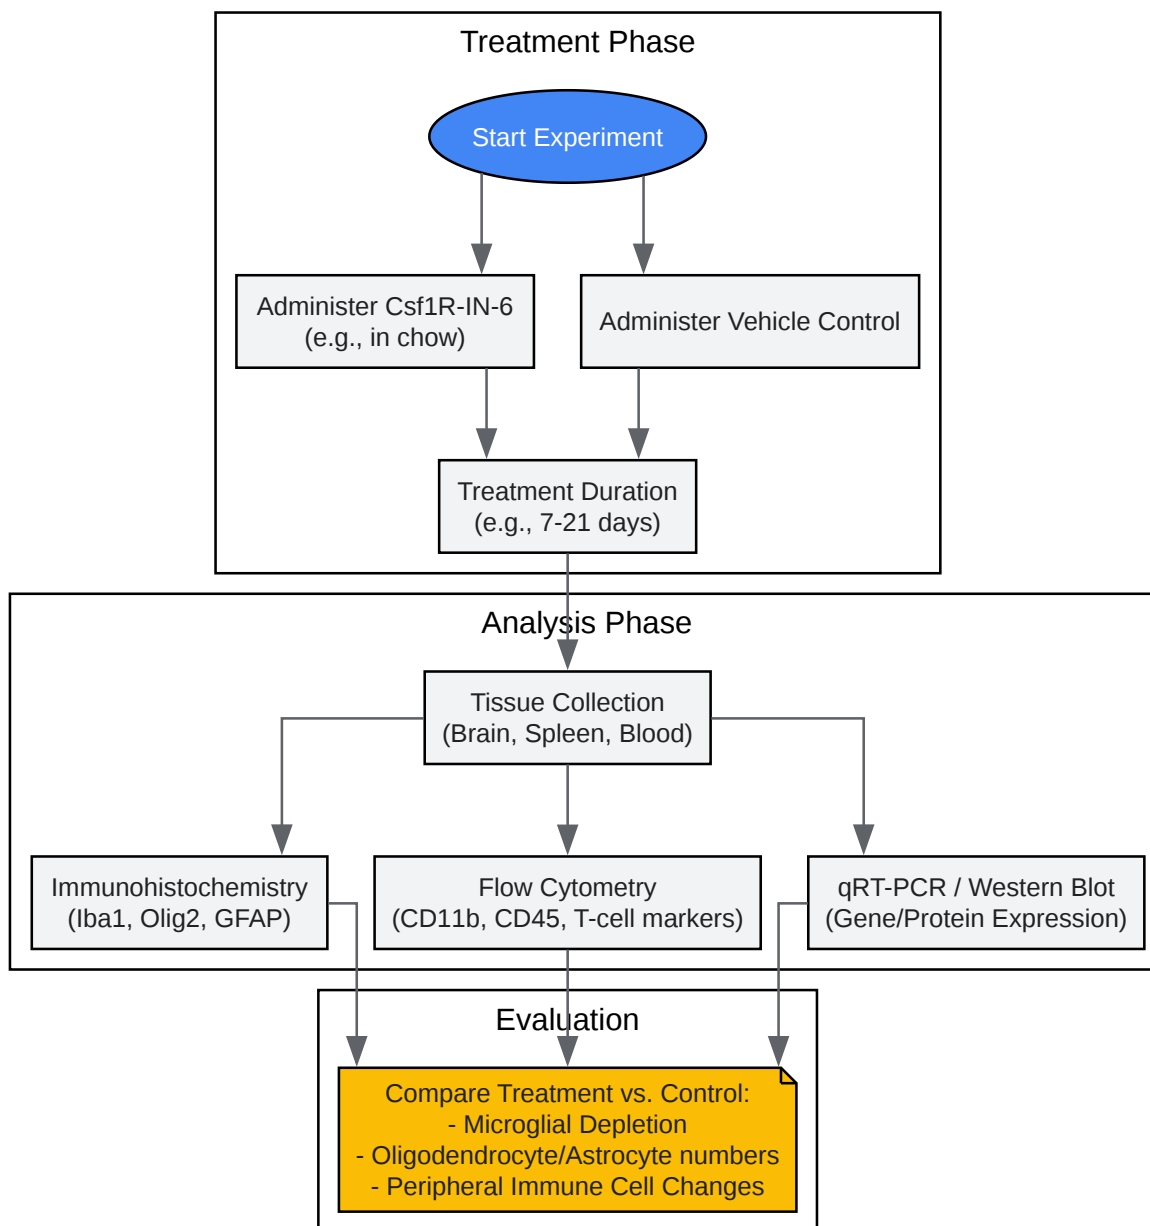 Treatment Phase
Start Experiment
Administer Csf1R-IN-6
(e.g., in chow)
Administer Vehicle Control
Treatment Duration
(e.g., 7-21 days)
Analysis Phase
Tissue Collection
(Brain, Spleen, Blood)
Immunohistochemistry
(Iba1, Olig2, GFAP)
Flow Cytometry
(CD11b, CD45, T-cell markers)
qRT-PCR / Western Blot
(Gene/Protein Expression)
Evaluation
Compare Treatment vs. Control:
- Microglial Depletion
- Oligodendrocyte/Astrocyte numbers
- Peripheral Immune Cell Changes